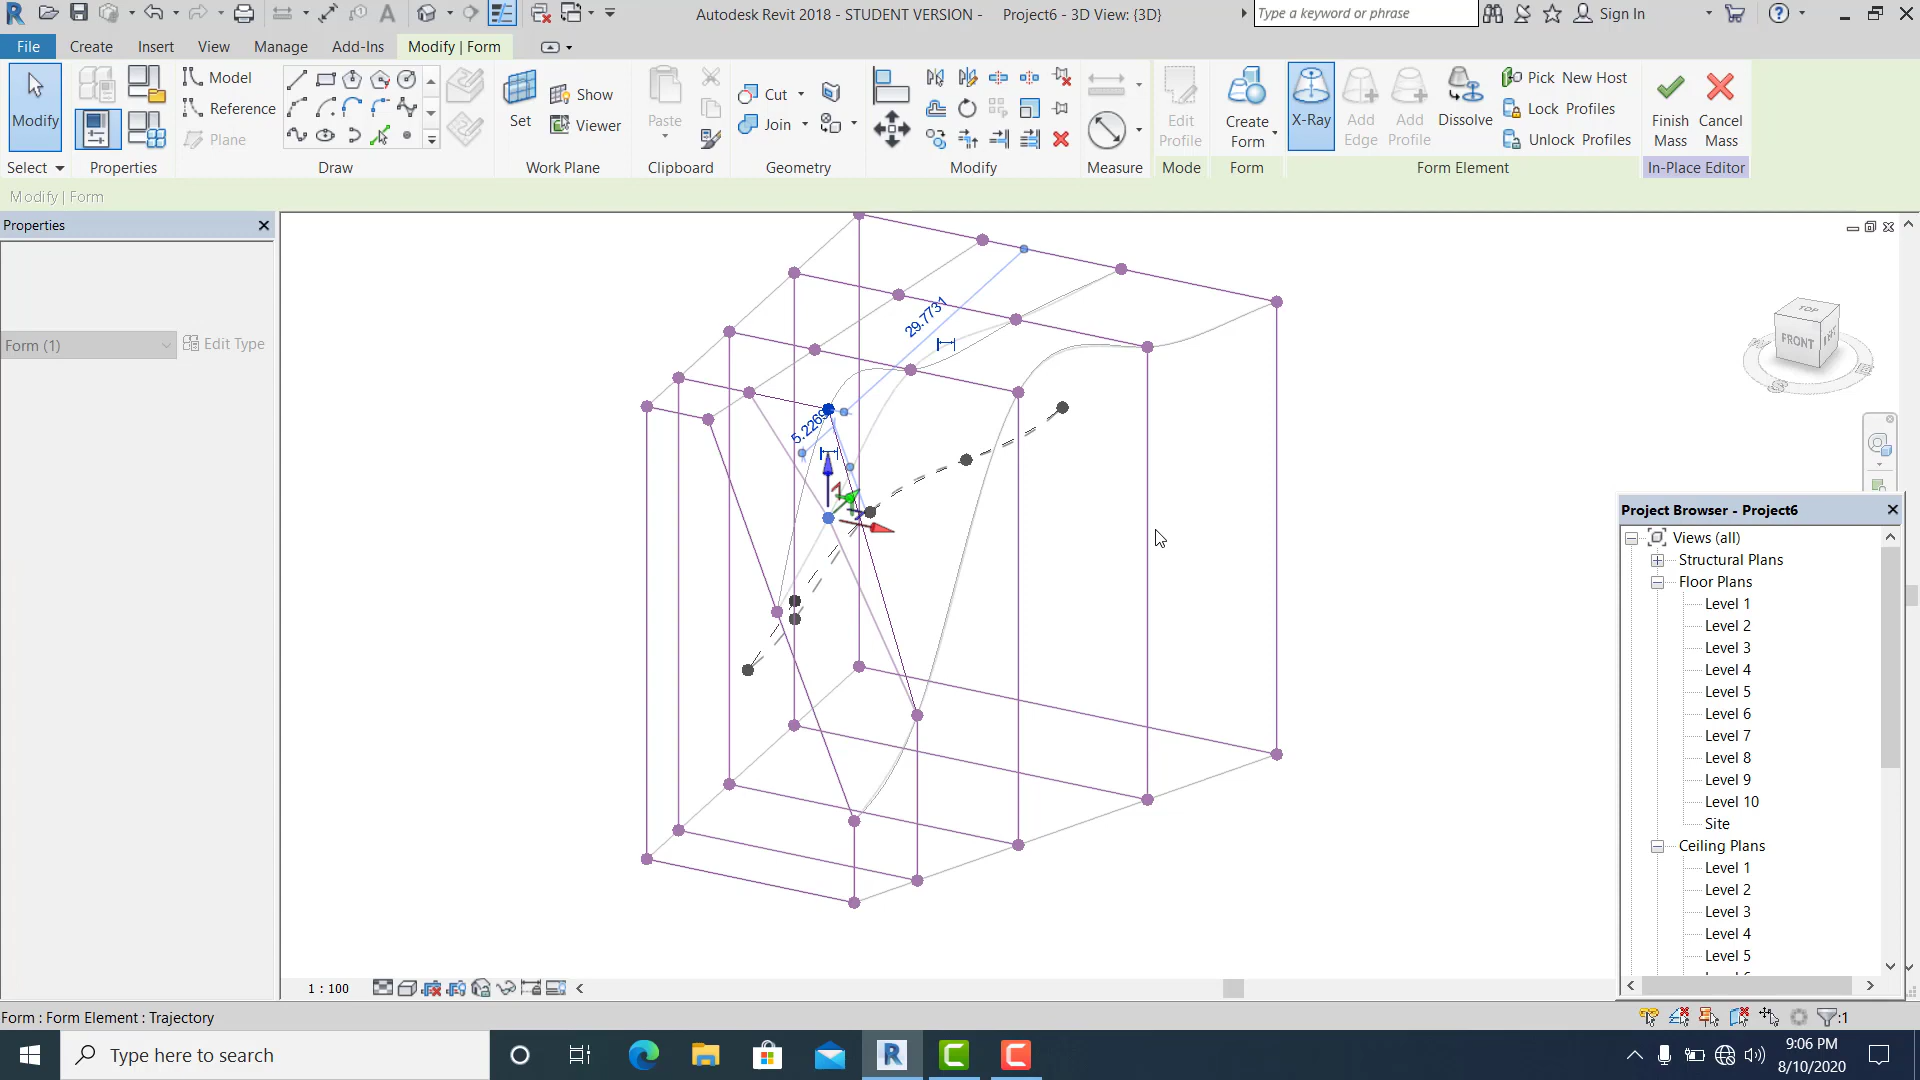 Autodesk Revit 2018 - STUDENT VERSION - Project6 - 3D View: {3D}
Type a keyword or phrase
Sign In
File Create Insert View Manage Add-Ins Modify | Form
Modify
Select
Properties
Model
Reference
Plane
Draw
Set
Show
Viewer
Work Plane
Paste
Clipboard
Cut
Join
Geometry
Modify
Measure
Edit
Profile
Mode
Create
Form
Form
X-Ray
Add
Edge
Add
Profile
Dissolve
Pick New Host
Lock Profiles
Unlock Profiles
Form Element
Finish
Mass
Cancel
Mass
In-Place Editor
Modify | Form
Properties
Form (1)
Edit Type
29.7731
5.2269
TOP
FRONT
Project Browser - Project6
Views (all)
Structural Plans
Floor Plans
Level 1
Level 2
Level 3
Level 4
Level 5
Level 6
Level 7
Level 8
Level 9
Level 10
Site
Ceiling Plans
Level 1
Level 2
Level 3
Level 4
Level 5
1 : 100
Form : Form Element : Trajectory
:1
Type here to search
9:06 PM
8/10/2020